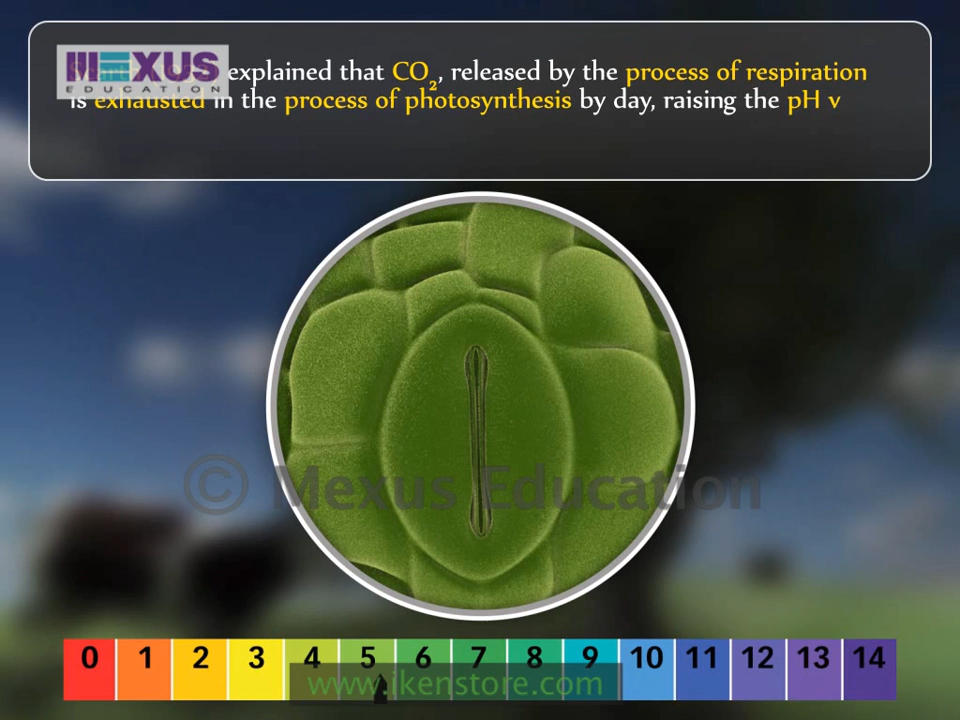 MEXUS
EDUCATION
explained that CO₂, released by the process of respiration
is exhausted in the process of photosynthesis by day, raising the pH v
© Mexus Education
0 1 2 3 4 5 6 7 8 9 10 11 12 13 14
www.ikenstore.com